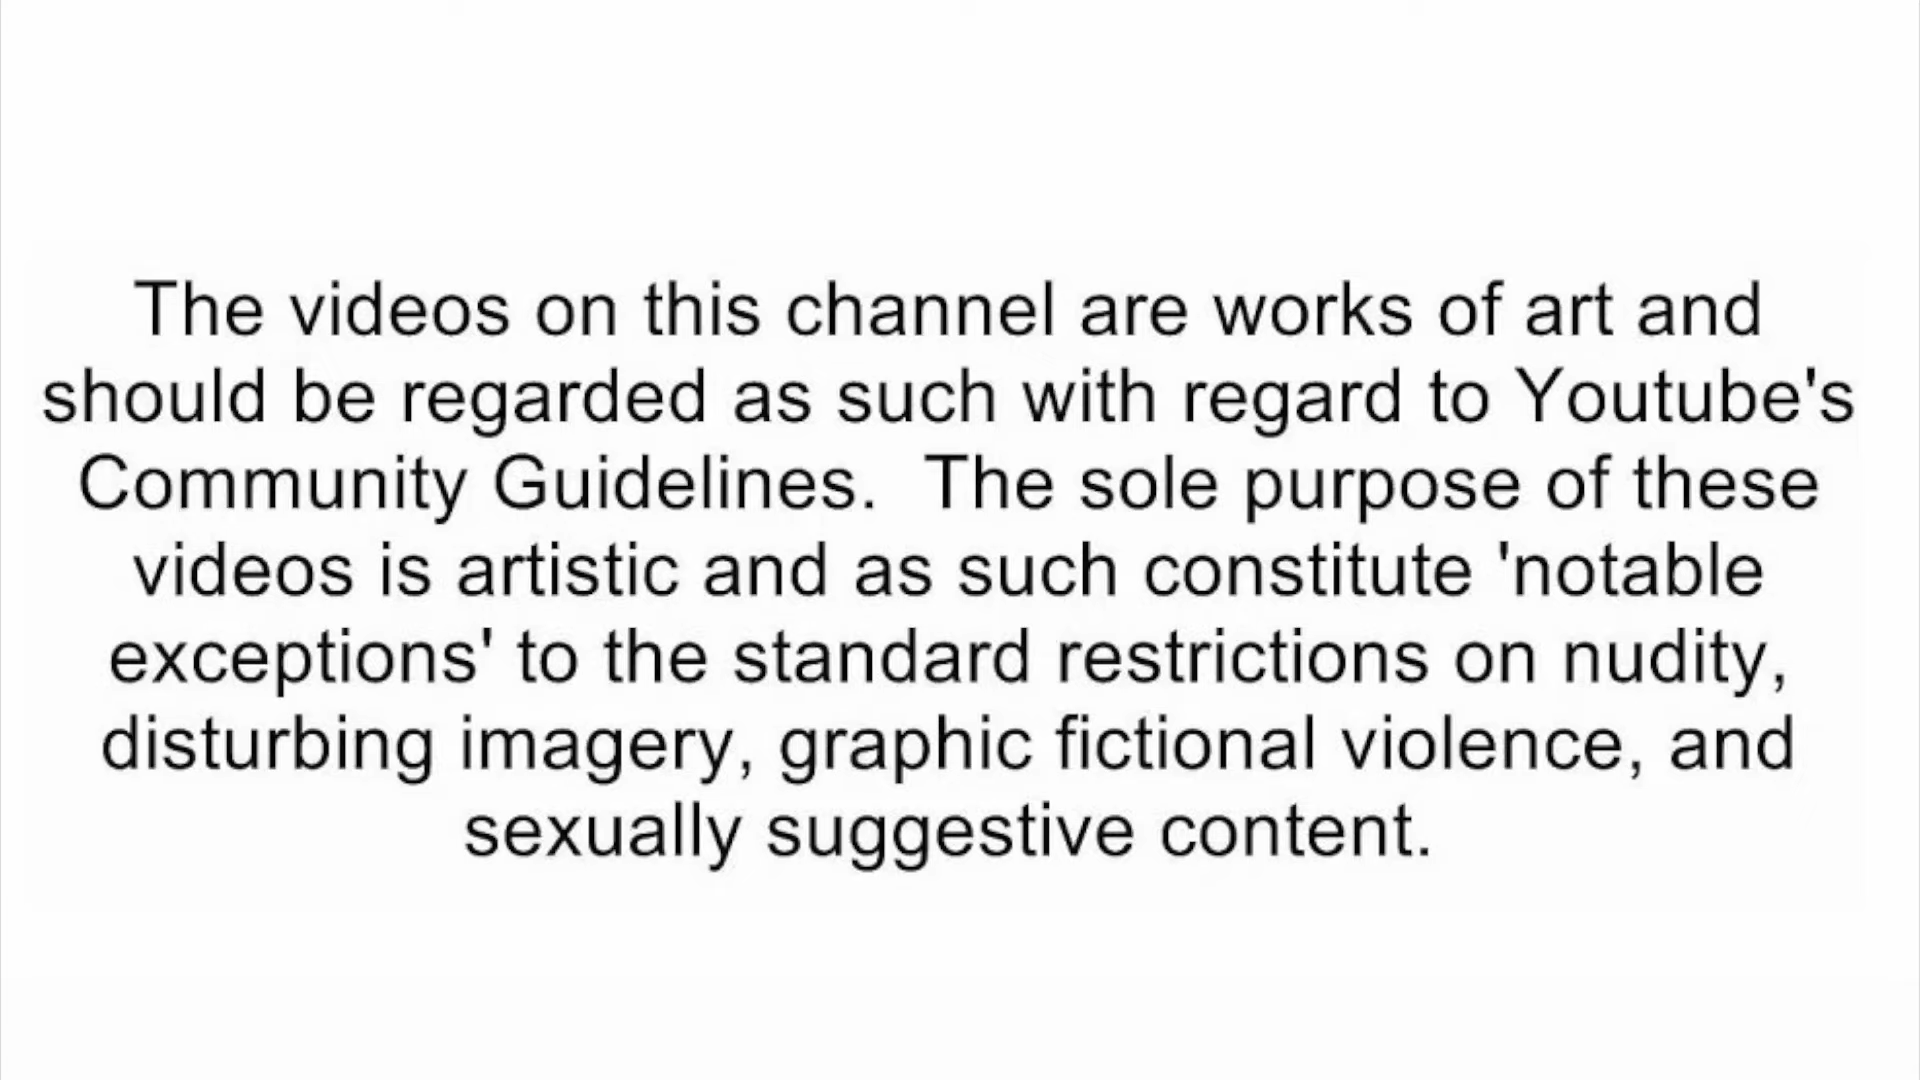 The videos on this channel are works of art and
should be regarded as such with regard to Youtube's
Community Guidelines.  The sole purpose of these
videos is artistic and as such constitute 'notable
exceptions' to the standard restrictions on nudity,
disturbing imagery, graphic fictional violence, and
sexually suggestive content.